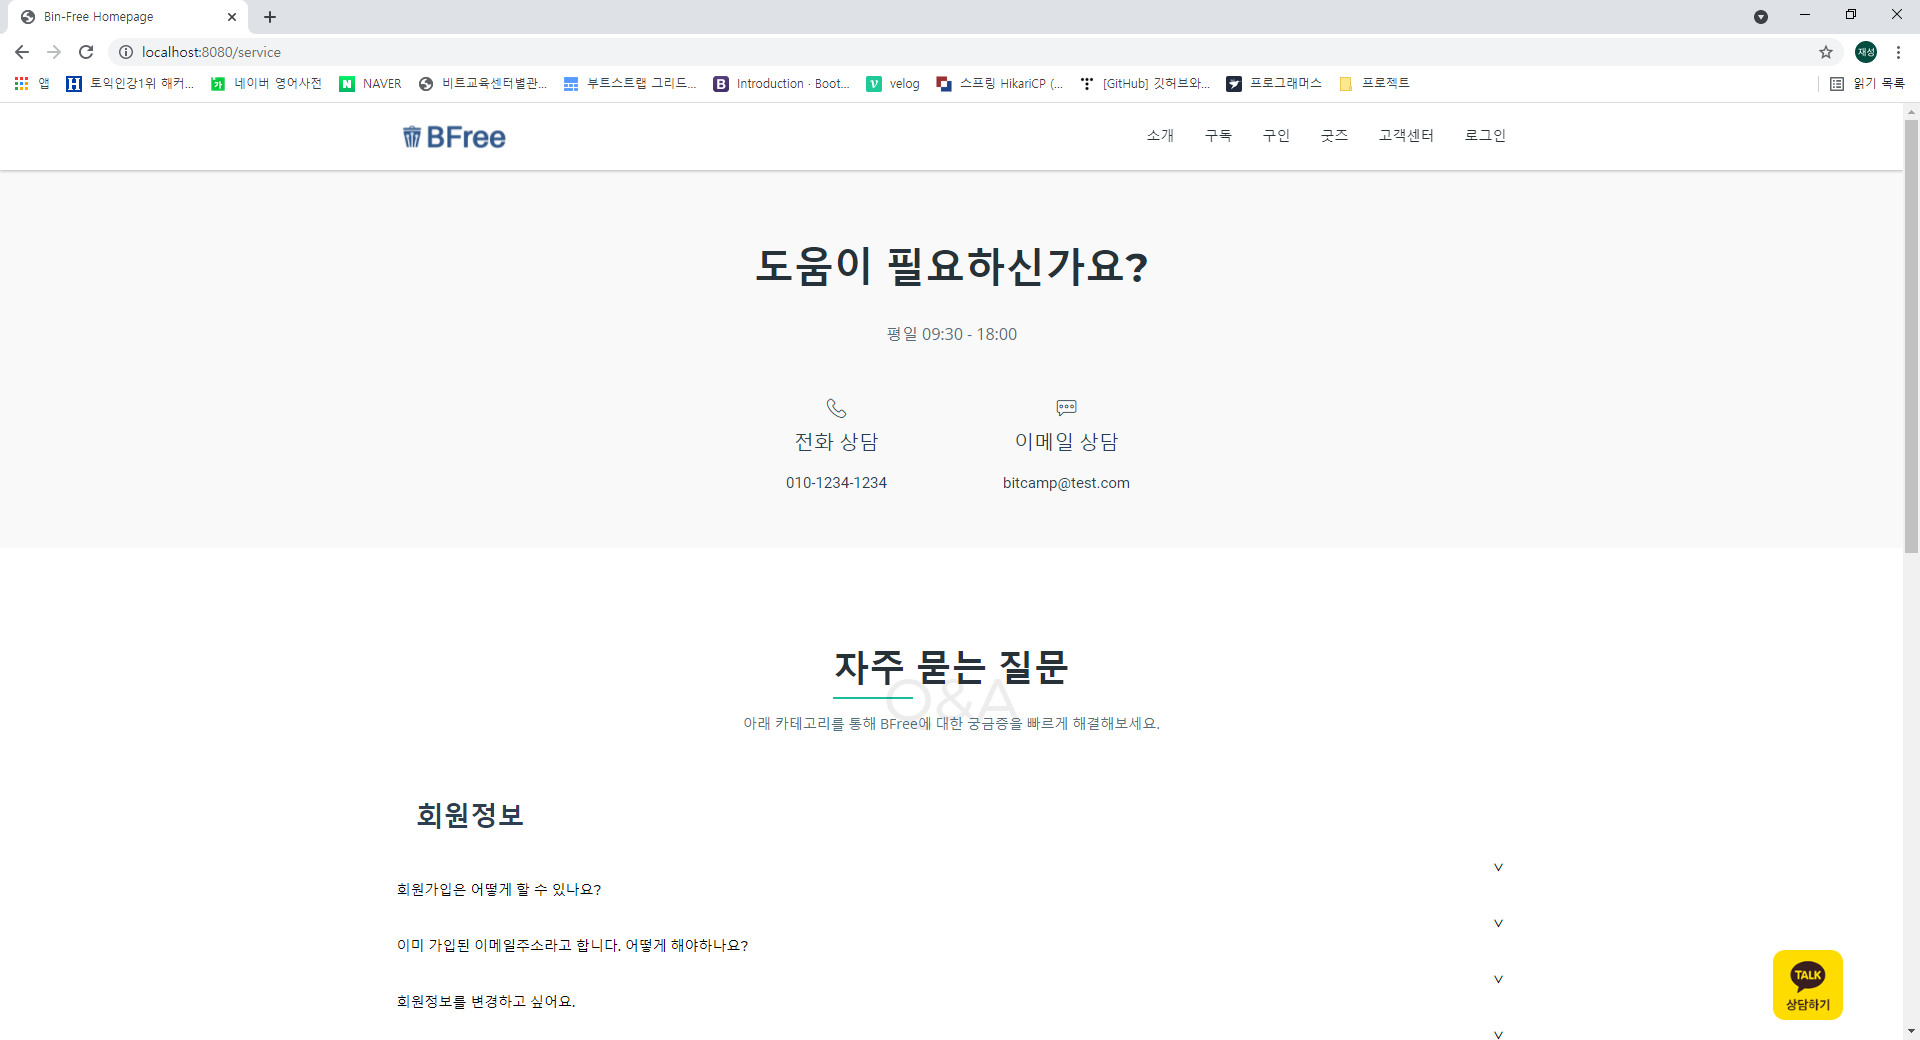 Bin-Free Homepage
localhost:8080/service
앱 토익인강1위 해커... 네이버 영어사전 NAVER 비트교육센터별관... 부트스트랩 그리드... Introduction · Boot... velog 스프링 HikariCP (... [GitHub] 깃허브와... 프로그래머스 프로젝트 읽기 목록
재성
BFree 소개 구독 구인 굿즈 고객센터 로그인
도움이 필요하신가요?
평일 09:30 - 18:00
전화 상담 이메일 상담
010-1234-1234 bitcamp@test.com
자주 묻는 질문
Q&A
아래 카테고리를 통해 BFree에 대한 궁금증을 빠르게 해결해보세요.
회원정보
회원가입은 어떻게 할 수 있나요?
이미 가입된 이메일주소라고 합니다. 어떻게 해야하나요?
회원정보를 변경하고 싶어요.
TALK
상담하기